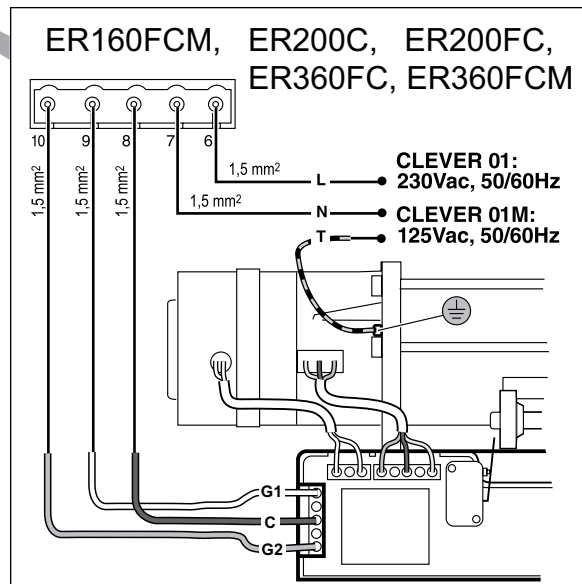 ER160FCM, ER200C, ER200FC,
ER360FC, ER360FCM
10 9 8 7 6
1,5 mm²
1,5 mm²
1,5 mm²
1,5 mm²
1,5 mm²
L
CLEVER 01:
230Vac, 50/60Hz
N
CLEVER 01M:
T
125Vac, 50/60Hz
G1
C
G2